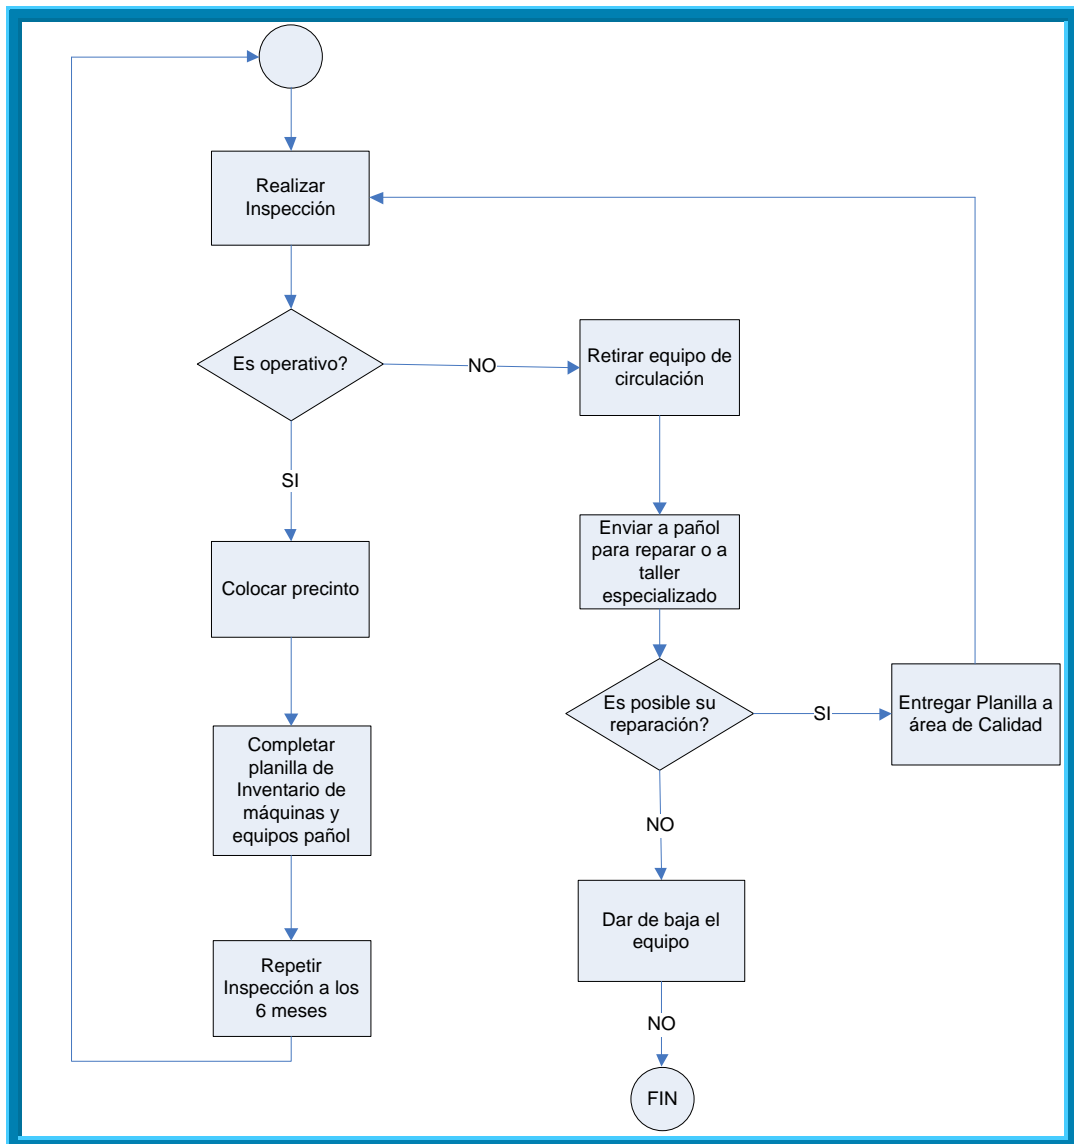 Realizar
Inspección
Es operativo?
NO
Retirar equipo de
circulación
SI
Colocar precinto
Enviar a pañol
para reparar o a
taller
especializado
Es posible su
reparación?
SI
Entregar Planilla a
área de Calidad
Completar
planilla de
Inventario de
máquinas y
equipos pañol
NO
Dar de baja el
equipo
Repetir
Inspección a los
6 meses
NO
FIN